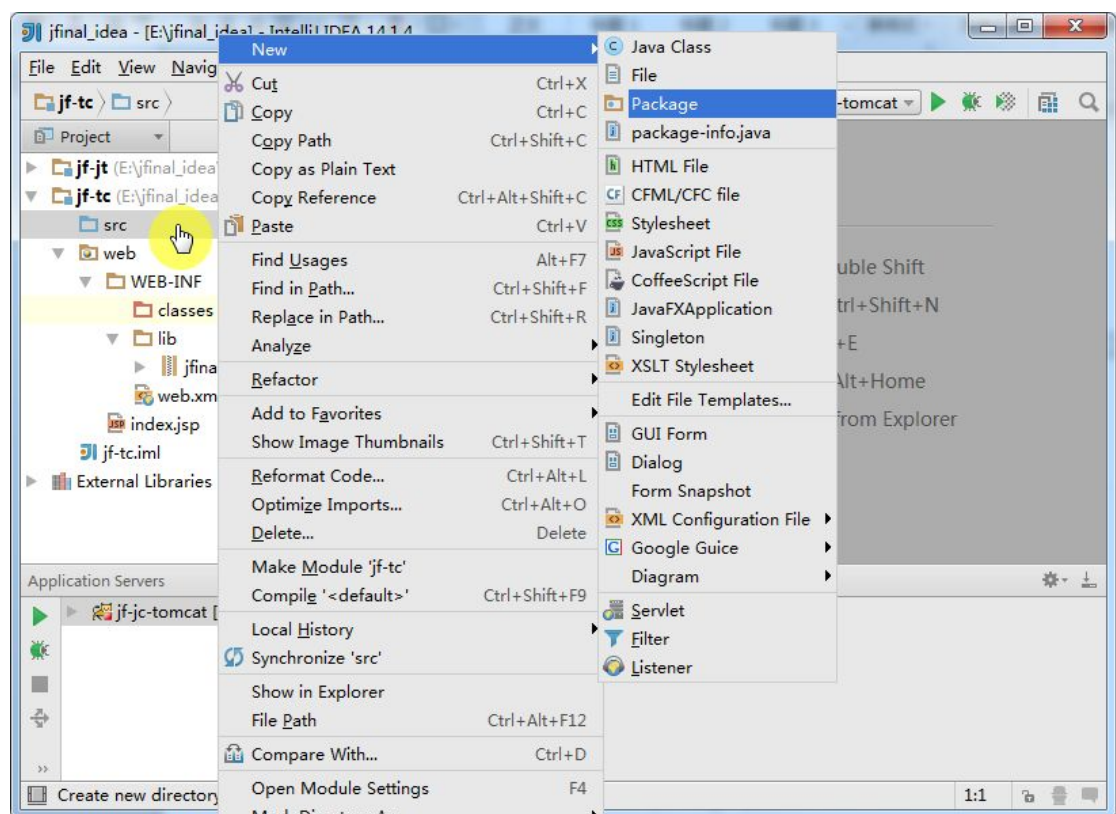 jfinal_idea - [E:\jfinal_idea] - IntelliJ IDEA 14.1.4
File Edit View Navig
jf-tc src
-tomcat
Project
jf-jt (E:\jfinal_idea
jf-tc (E:\jfinal_idea
src
web
WEB-INF
classes
lib
jfina
web.xm
index.jsp
jf-tc.iml
External Libraries
New
Cut Ctrl+X
Copy Ctrl+C
Copy Path Ctrl+Shift+C
Copy as Plain Text
Copy Reference Ctrl+Alt+Shift+C
Paste Ctrl+V
Find Usages Alt+F7
Find in Path... Ctrl+Shift+F
Replace in Path... Ctrl+Shift+R
Analyze
Refactor
Add to Favorites
Show Image Thumbnails Ctrl+Shift+T
Reformat Code... Ctrl+Alt+L
Optimize Imports... Ctrl+Alt+O
Delete... Delete
Make Module 'jf-tc'
Compile '<default>' Ctrl+Shift+F9
Local History
Synchronize 'src'
Show in Explorer
File Path Ctrl+Alt+F12
Compare With... Ctrl+D
Open Module Settings F4
Java Class
File
Package
package-info.java
HTML File
CFML/CFC file
Stylesheet
JavaScript File
CoffeeScript File
JavaFXApplication
Singleton
XSLT Stylesheet
Edit File Templates...
GUI Form
Dialog
Form Snapshot
XML Configuration File
Google Guice
Diagram
Servlet
Filter
Listener
uble Shift
trl+Shift+N
+E
Alt+Home
from Explorer
Application Servers
jf-jc-tomcat [
Create new directory
1:1